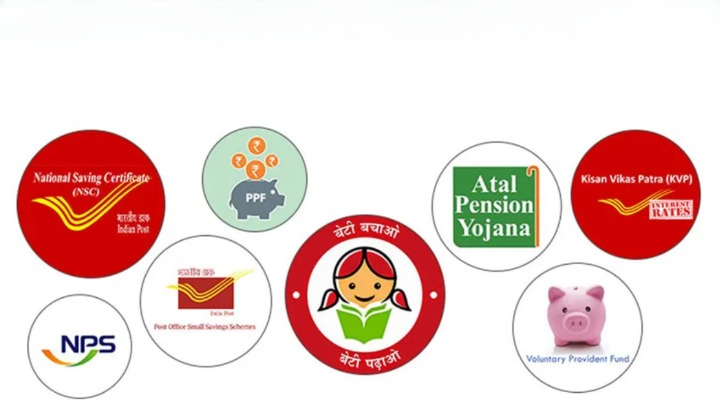 National Saving Certificate
(NSC)
भारतीय डाक
Indian Post
₹
₹ ₹
₹
PPF
Atal
Pension
Yojana
Kisan Vikas Patra (KVP)
INTEREST
RATES
बेटी बचाओ
बेटी पढ़ाओ
भारतीय डाक
India Post
Post Office Small Savings Schemes
NPS
Voluntary Provident Fund